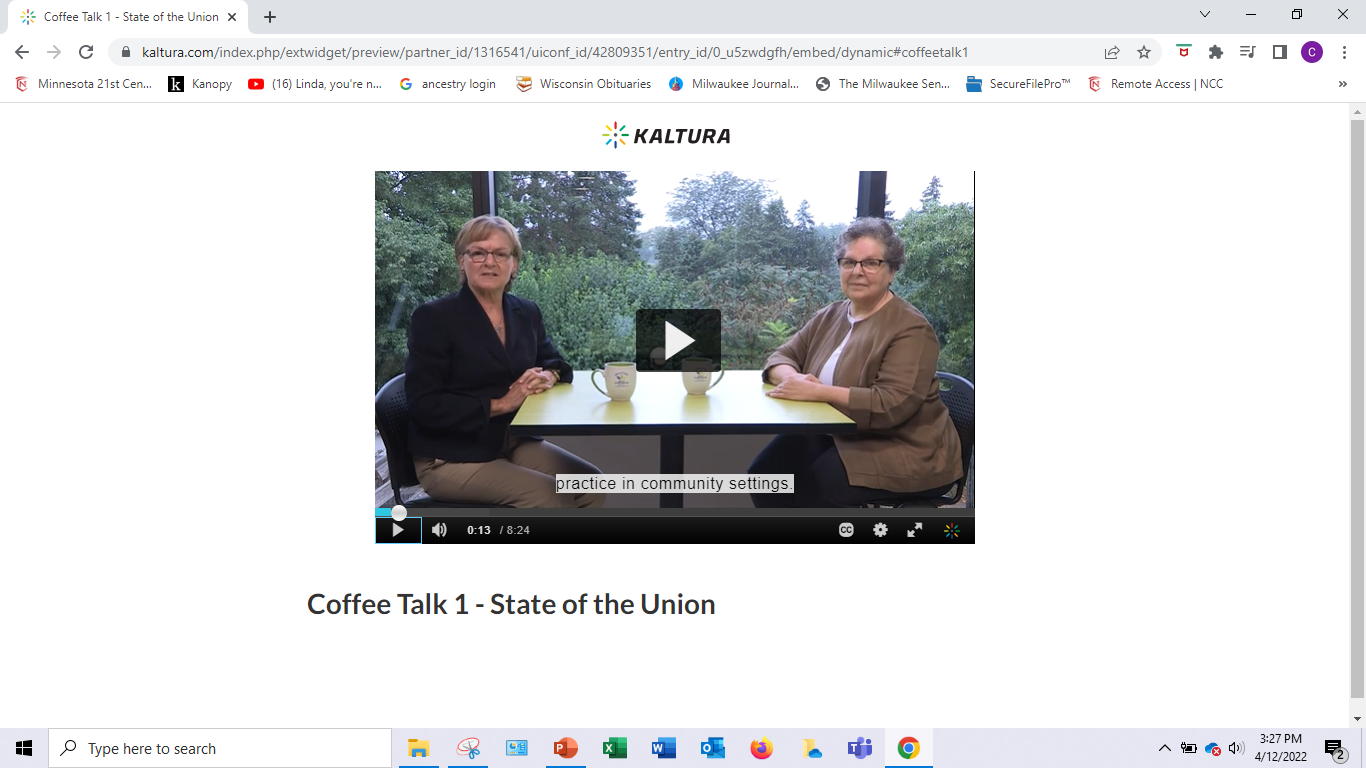 Coffee Talk 1 - State of the Union
kaltura.com/index.php/extwidget/preview/partner_id/1316541/uiconf_id/42809351/entry_id/0_u5zwdgfh/embed/dynamic#coffeetalk1
C
Minnesota 21st Cen...
k
Kanopy
(16) Linda, you're n...
G
ancestry login
Wisconsin Obituaries
Milwaukee Journal...
The Milwaukee Sen...
SecureFilePro™
Remote Access | NCC
»
KALTURA
practice in community settings.
0:13 / 8:24
CC
Coffee Talk 1 - State of the Union
Type here to search
3:27 PM
4/12/2022
2